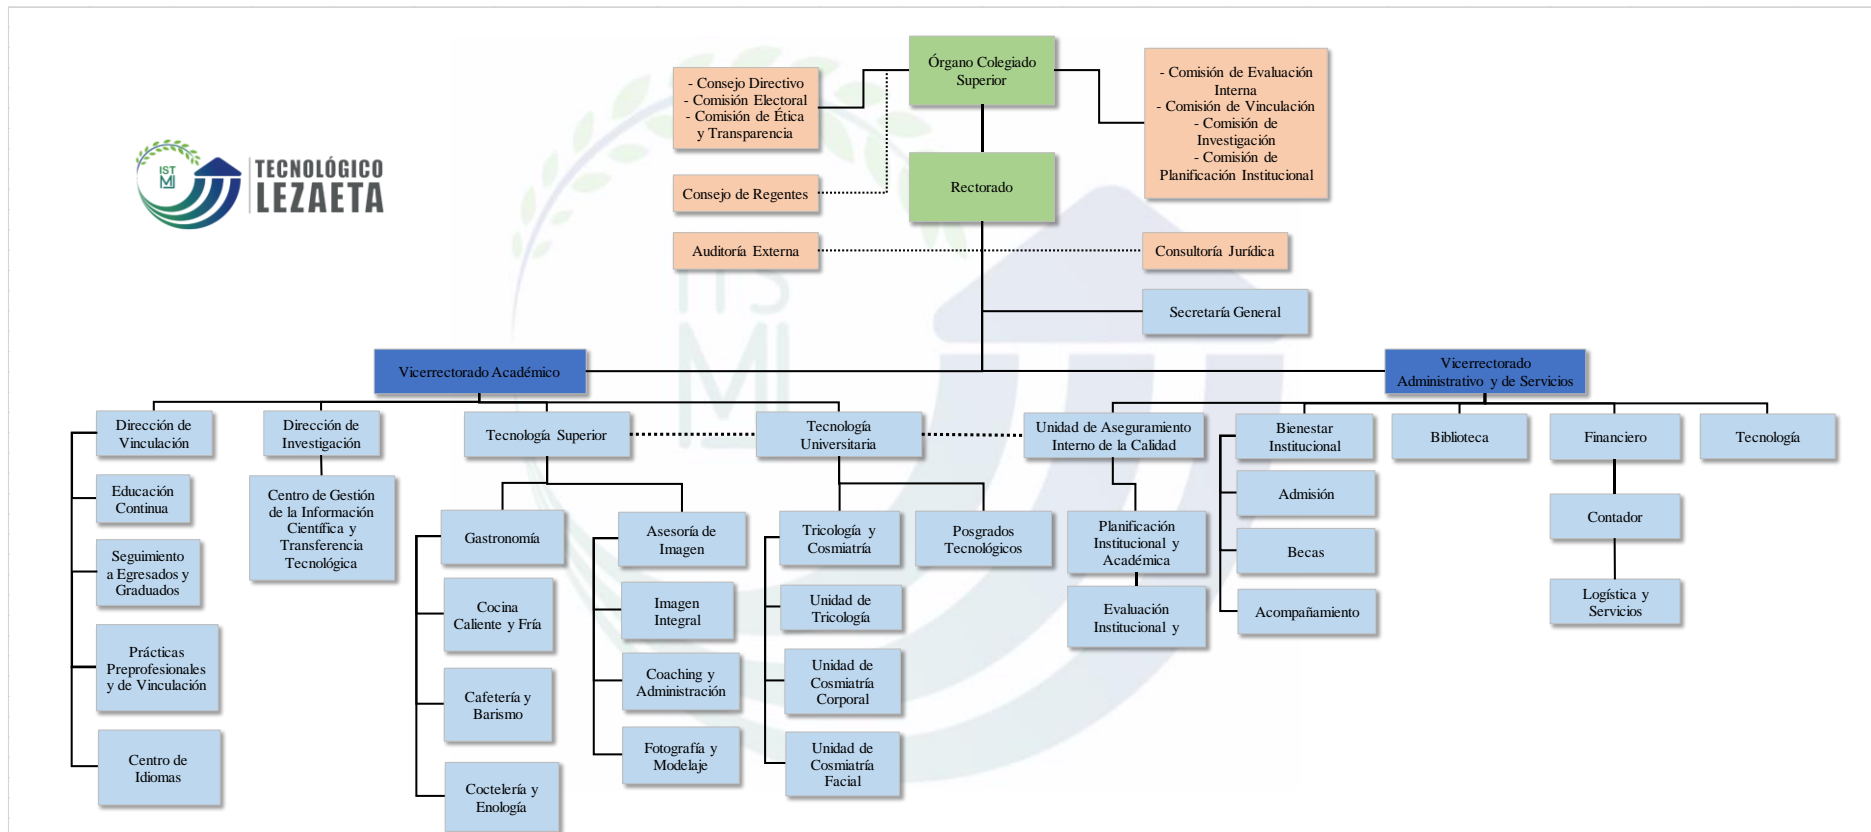 Órgano Colegiado
Superior
- Consejo Directivo
- Comisión Electoral
- Comisión de Ética
y Transparencia
- Comisión de Evaluación
Interna
- Comisión de Vinculación
- Comisión de
Investigación
- Comisión de
Planificación Institucional
IST
MI
TECNOLÓGICO
LEZAETA
Consejo de Regentes
Rectorado
Auditoría Externa
Consultoría Jurídica
ITS
MI
Secretaría General
Vicerrectorado Académico
Vicerrectorado
Administrativo y de Servicios
Dirección de
Vinculación
Dirección de
Investigación
Tecnología Superior
Tecnología
Universitaria
Unidad de Aseguramiento
Interno de la Calidad
Bienestar
Institucional
Biblioteca
Financiero
Tecnología
Educación
Continua
Seguimiento
a Egresados y
Graduados
Prácticas
Preprofesionales
y de Vinculación
Centro de
Idiomas
Centro de Gestión
de la Información
Científica y
Transferencia
Tecnológica
Gastronomía
Cocina
Caliente y Fría
Cafetería y
Barismo
Coctelería y
Enología
Asesoría de
Imagen
Imagen
Integral
Coaching y
Administración
Fotografía y
Modelaje
Tricología y
Cosmiatría
Unidad de
Tricología
Unidad de
Cosmiatría
Corporal
Unidad de
Cosmiatría
Facial
Posgrados
Tecnológicos
Planificación
Institucional y
Académica
Evaluación
Institucional y
Admisión
Becas
Acompañamiento
Contador
Logística y
Servicios